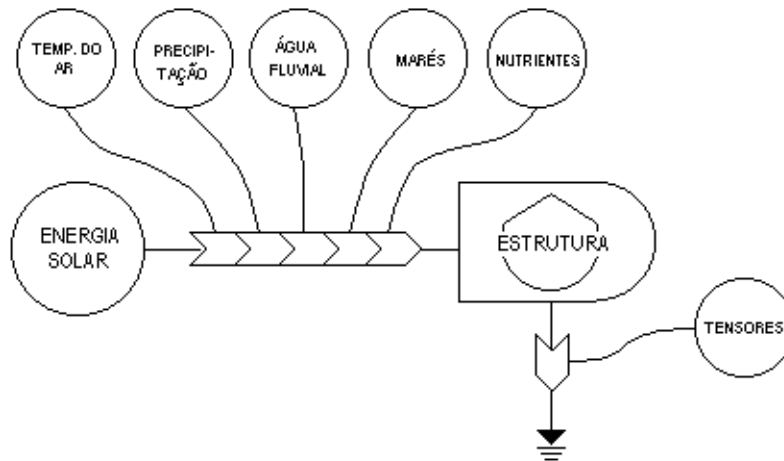 TEMP. DO
AR
PRECIPI-
TAÇÃO
ÁGUA
FLUVIAL
MARÉS
NUTRIENTES
ENERGIA
SOLAR
ESTRUTURA
TENSORES